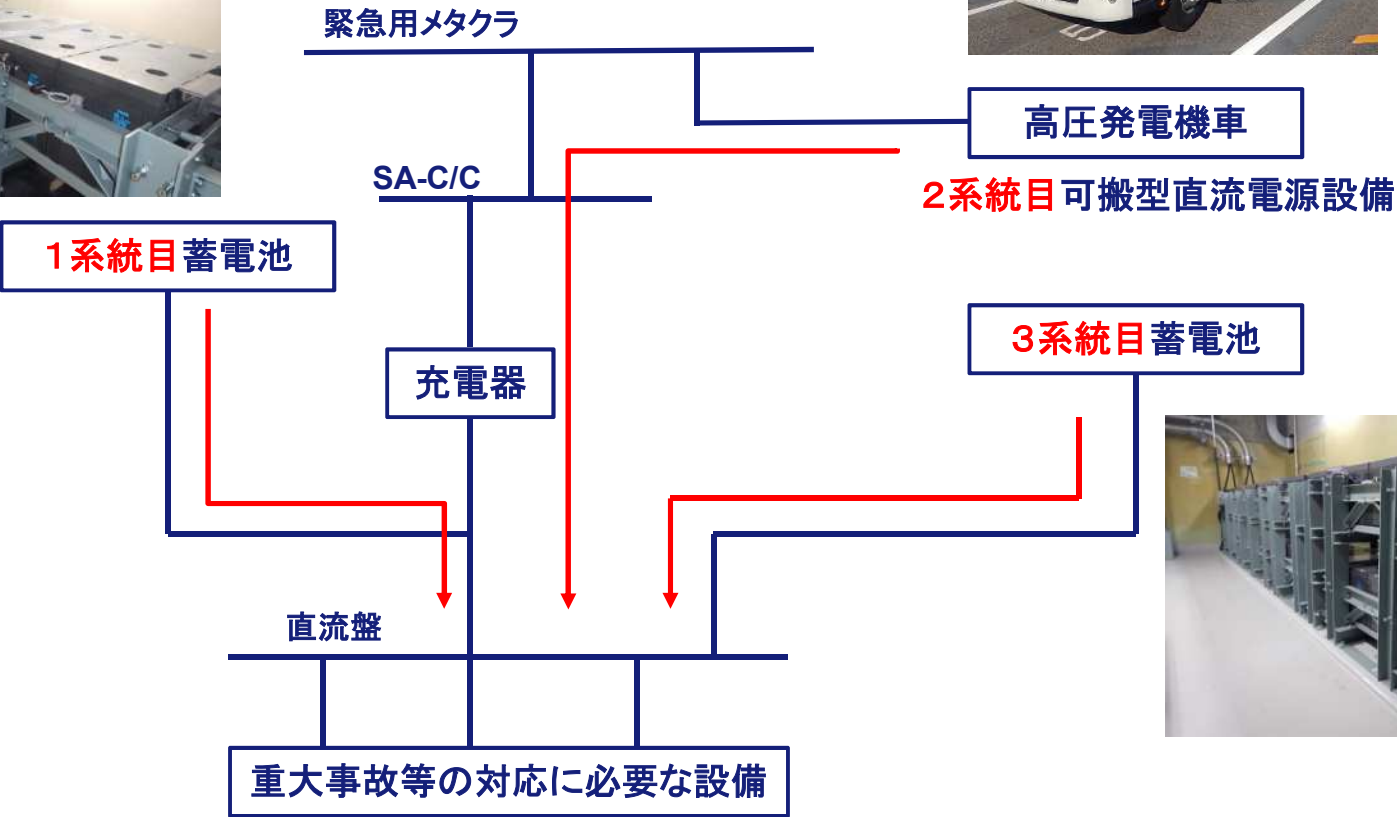 緊急用メタクラ
高圧発電機車
SA-C/C
2系統目可搬型直流電源設備
1系統目蓄電池
3系統目蓄電池
充電器
直流盤
重大事故等の対応に必要な設備